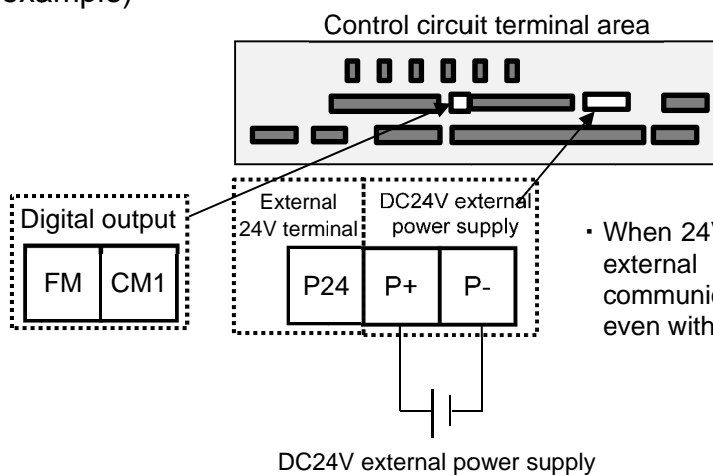 example)
Control circuit terminal area
Digital output
FM CM1
External
24V terminal
DC24V external
power supply
P24 P+ P-
・When 24V
external
communic
even with
DC24V external power supply